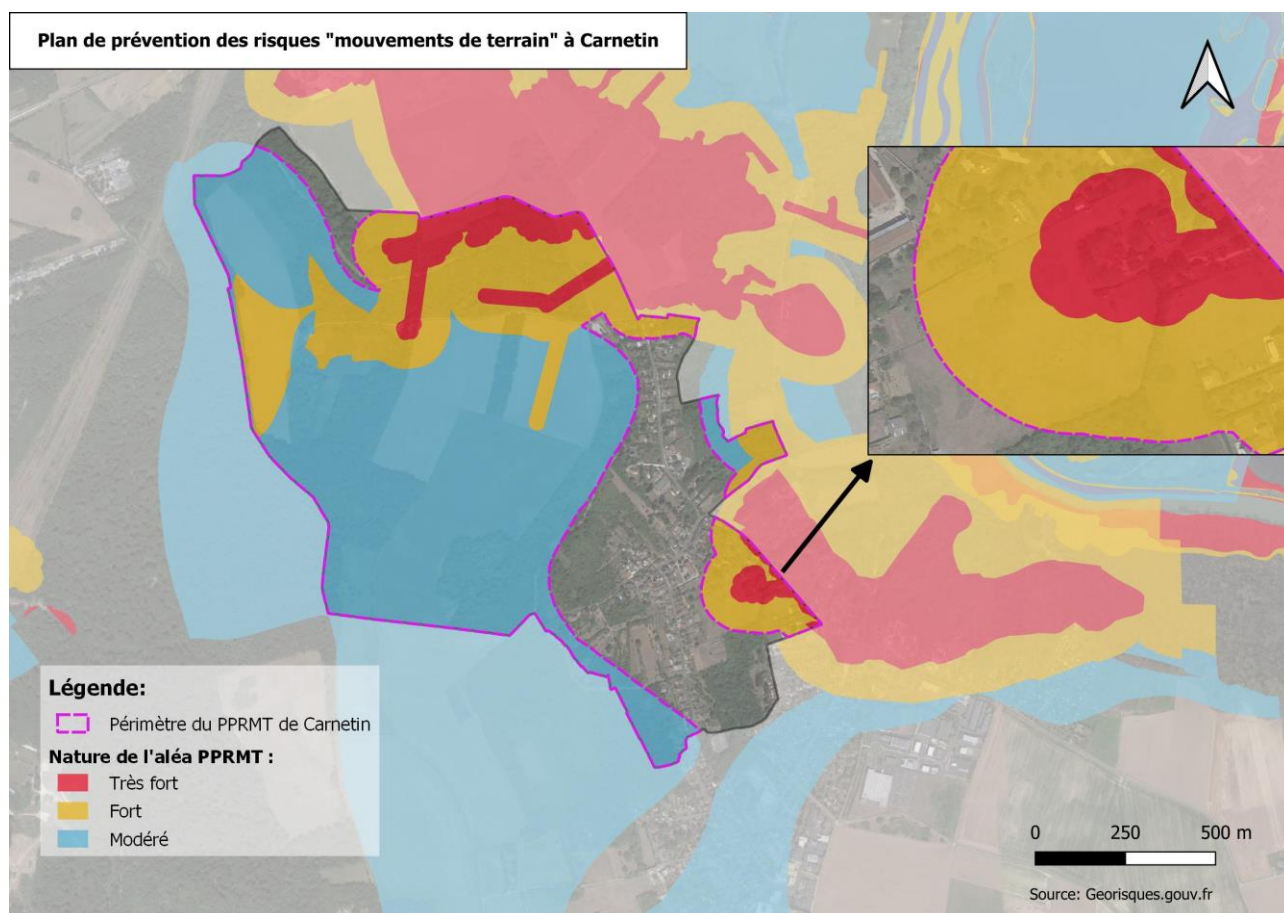 Plan de prévention des risques "mouvements de terrain" à Carnetin
Légende:
Périmètre du PPRMT de Carnetin
Nature de l'aléa PPRMT :
Très fort
Fort
Modéré
0 250 500 m
Source: Georisques.gouv.fr